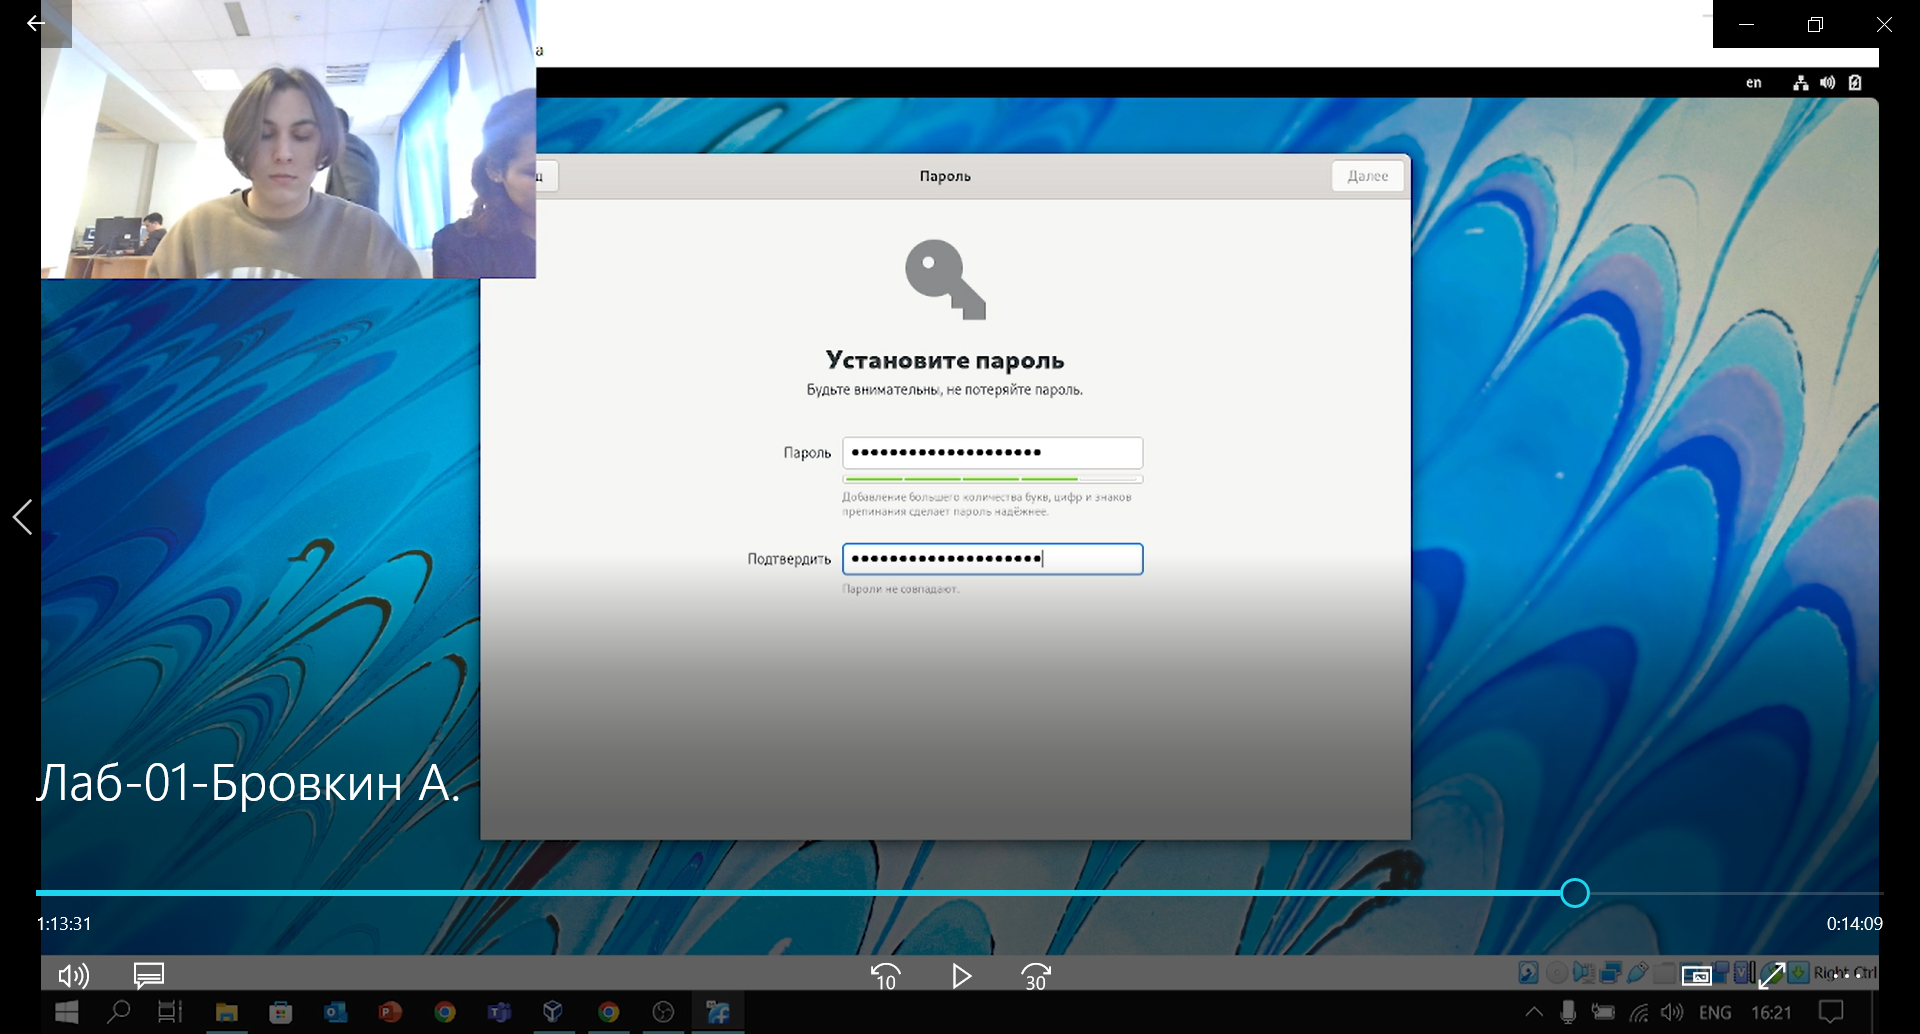 а
en
Пароль
Далее
Установите пароль
Будьте внимательны, не потеряйте пароль.
Пароль
Добавление большего количества букв, цифр и знаков
препинания сделает пароль надёжнее.
Подтвердить
Пароли не совпадают.
Лаб-01-Бровкин А.
1:13:31
0:14:09
10
30
Right Ctrl
ENG
16:21